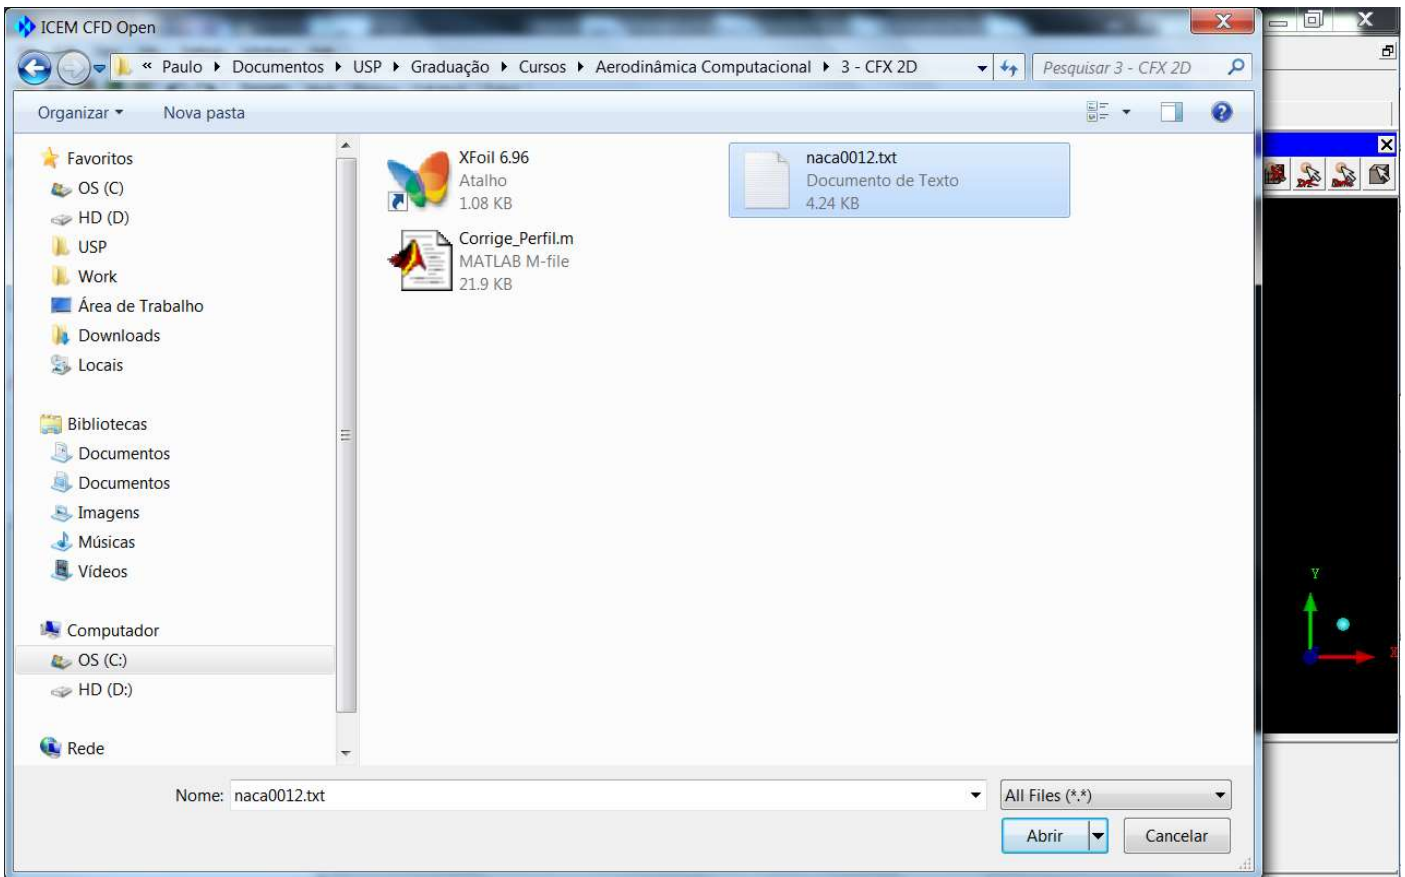 ICEM CFD Open
« Paulo Documentos USP Graduação Cursos Aerodinâmica Computacional 3 - CFX 2D
Pesquisar 3 - CFX 2D
Organizar Nova pasta
Favoritos
OS (C)
HD (D)
USP
Work
Área de Trabalho
Downloads
Locais
Bibliotecas
Documentos
Documentos
Imagens
Músicas
Vídeos
Computador
OS (C:)
HD (D:)
Rede
XFoil 6.96
Atalho
1.08 KB
Corrige_Perfil.m
MATLAB M-file
21.9 KB
naca0012.txt
Documento de Texto
4.24 KB
Y
X
Nome: naca0012.txt
All Files (*.*)
Abrir
Cancelar